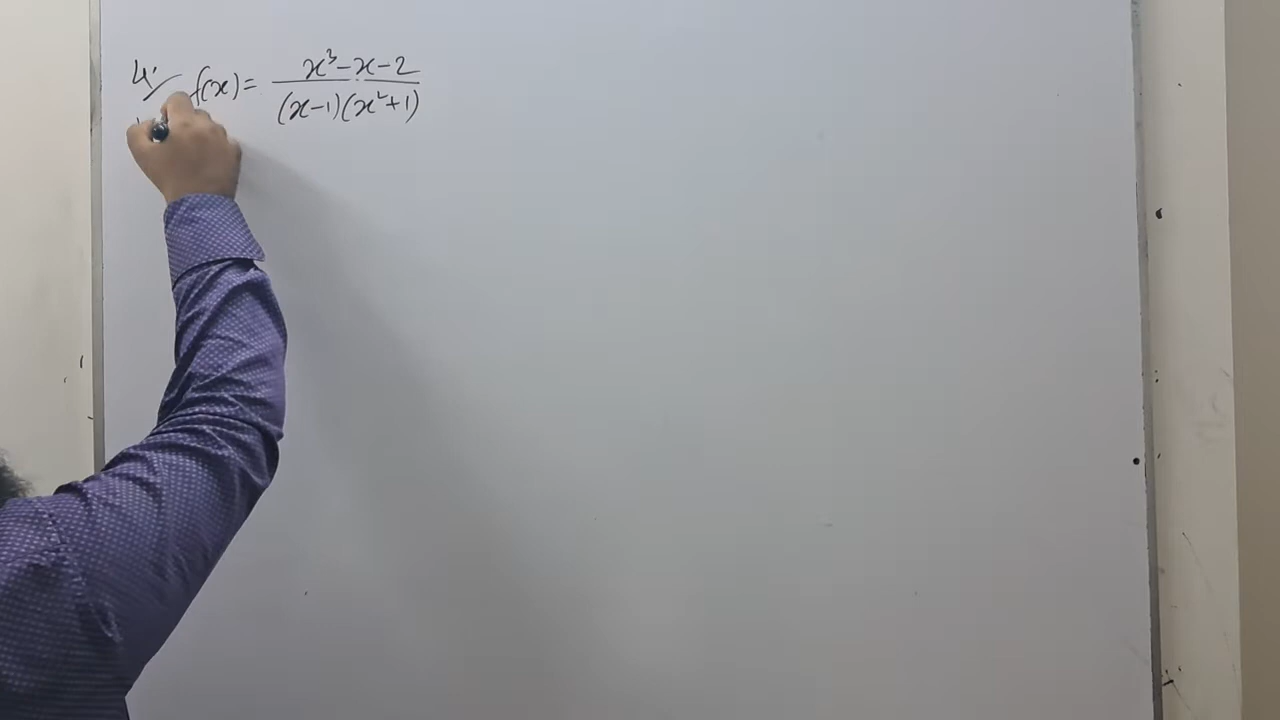 4. f(x) = (x³ - x - 2) / ((x-1)(x²+1))